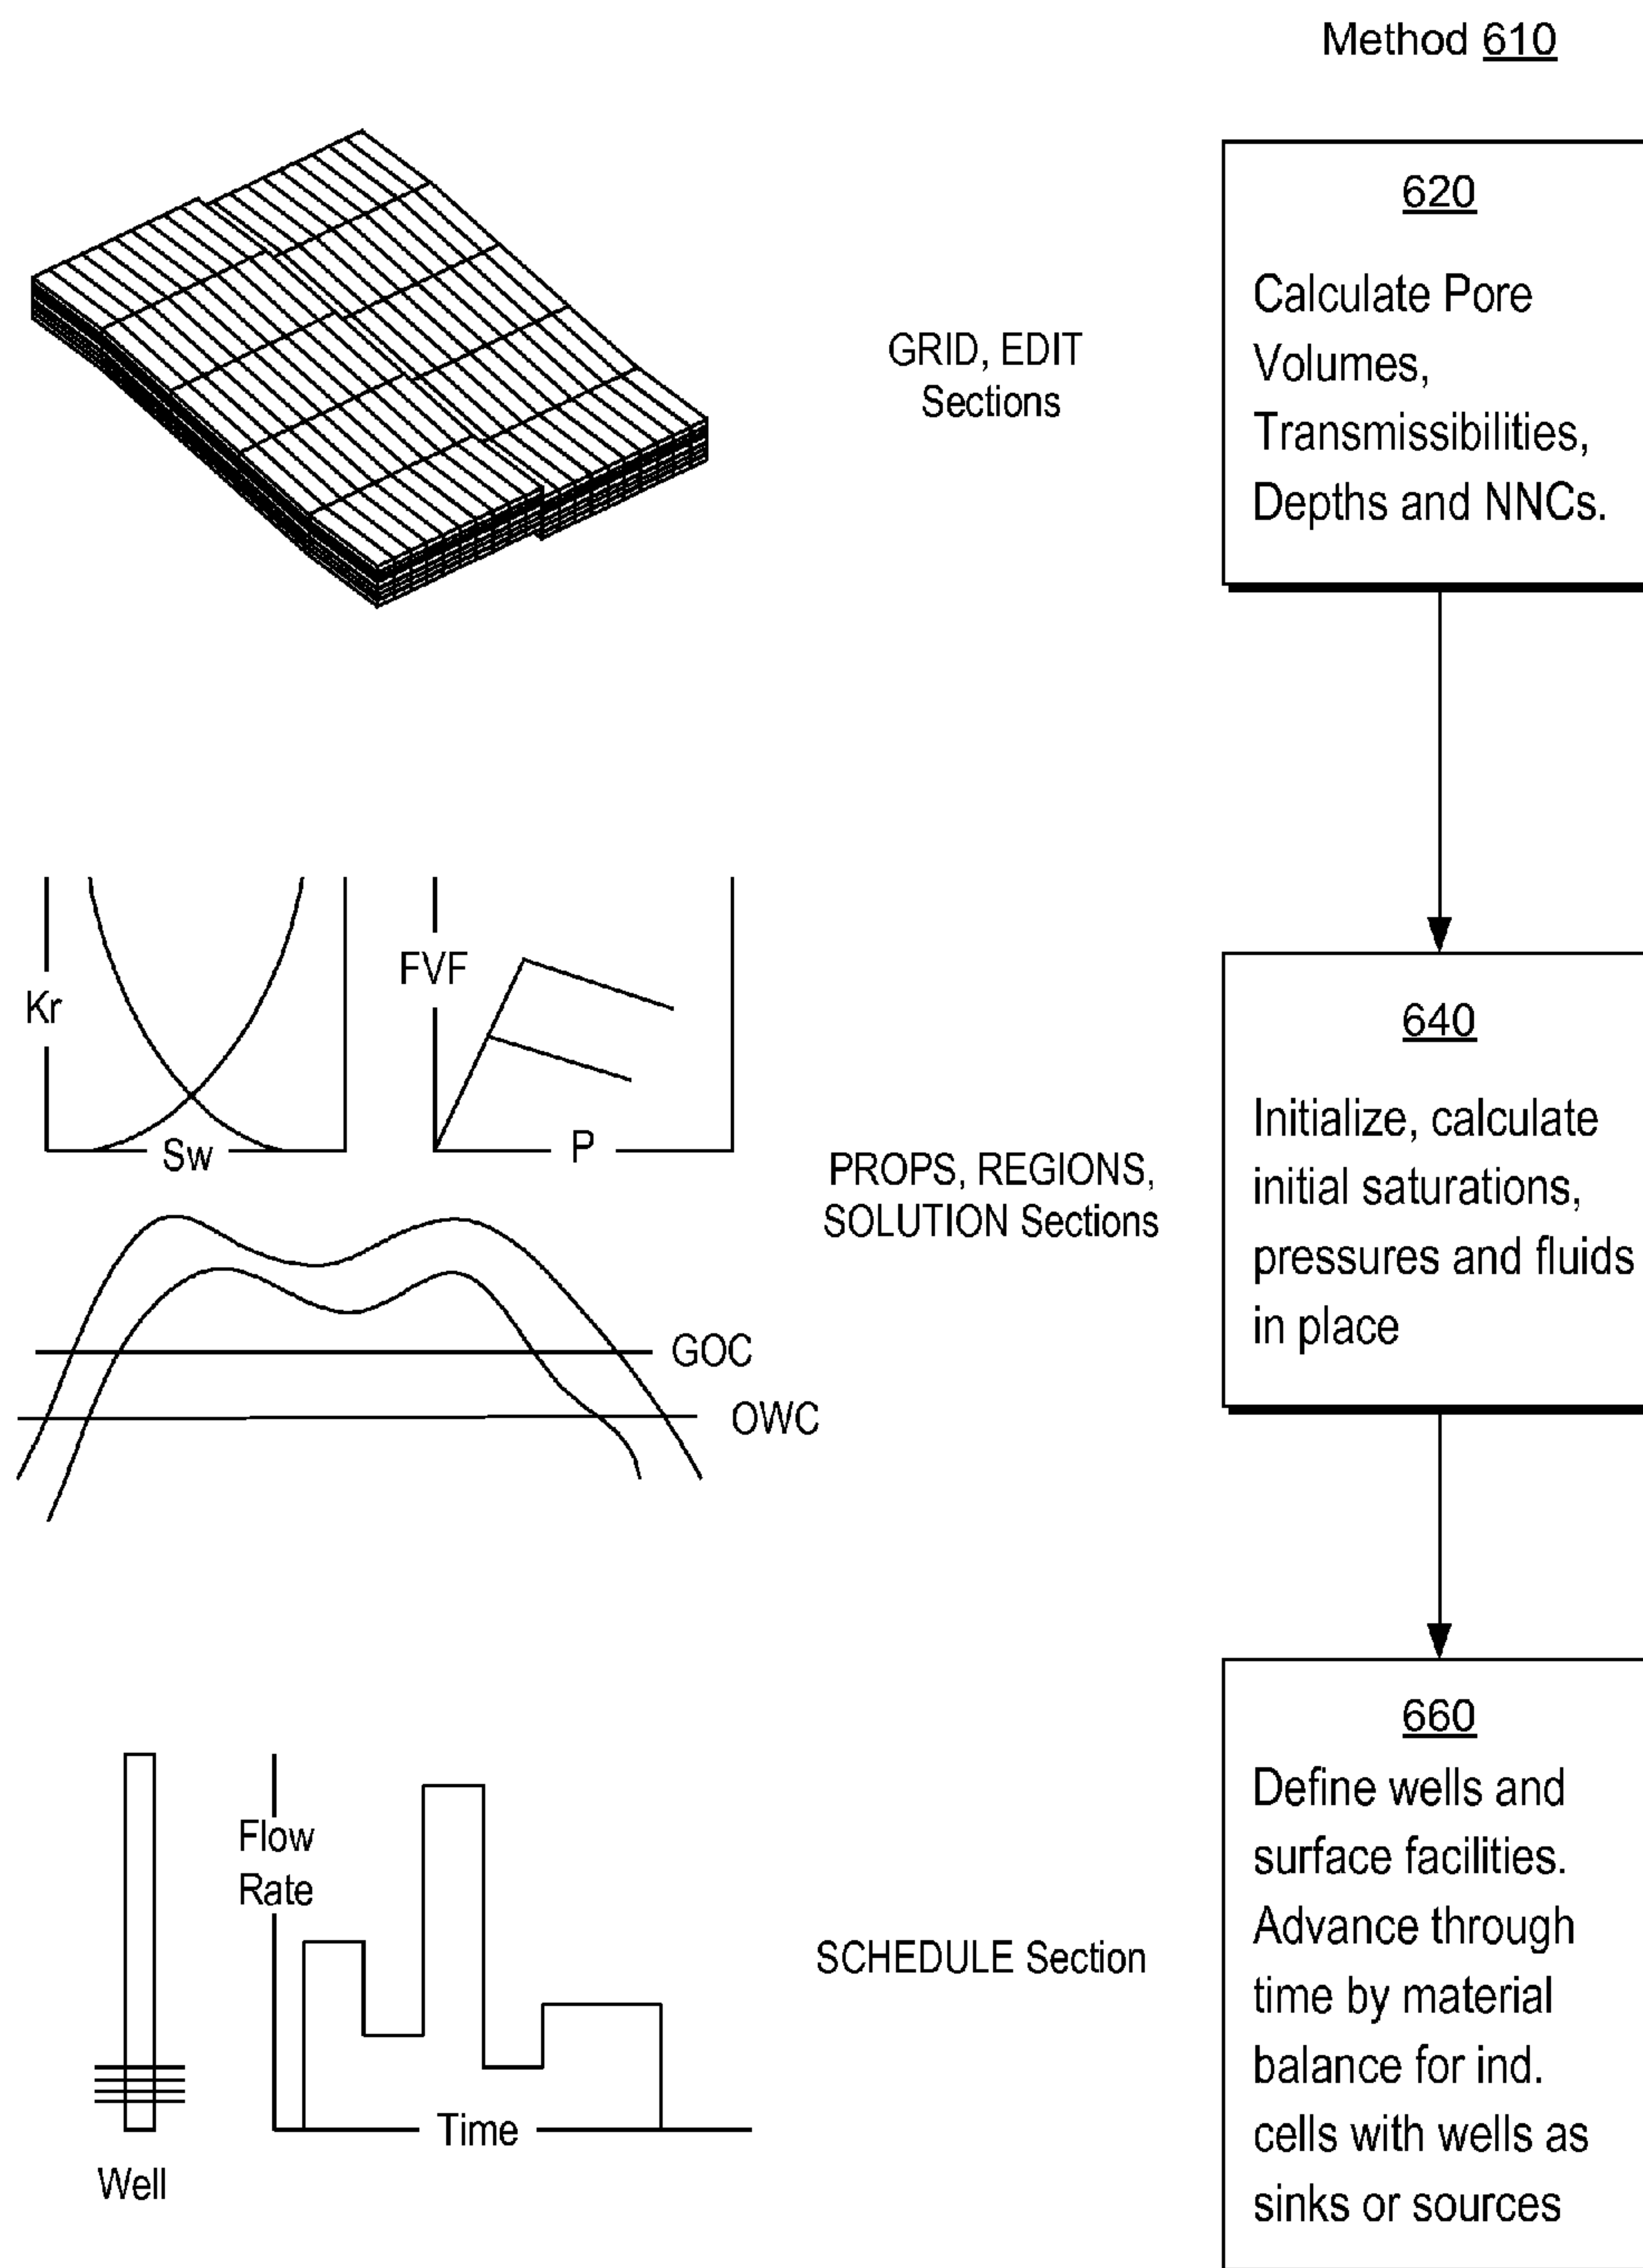 Method 610
GRID, EDIT
Sections
620
Calculate Pore
Volumes,
Transmissibilities,
Depths and NNCs.
Kr
Sw
FVF
P
GOC
OWC
PROPS, REGIONS,
SOLUTION Sections
640
Initialize, calculate
initial saturations,
pressures and fluids
in place
Well
Flow
Rate
Time
SCHEDULE Section
660
Define wells and
surface facilities.
Advance through
time by material
balance for ind.
cells with wells as
sinks or sources